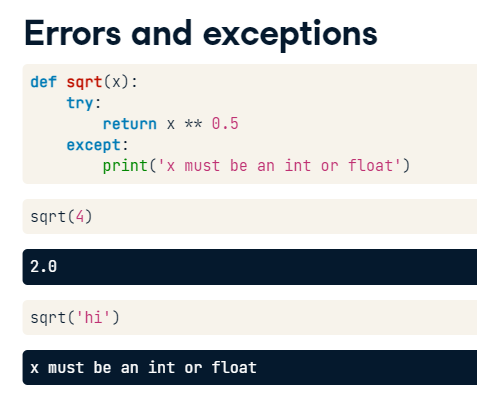 Errors and exceptions
def sqrt(x):
    try:
        return x ** 0.5
    except:
        print('x must be an int or float')
sqrt(4)
2.0
sqrt('hi')
x must be an int or float